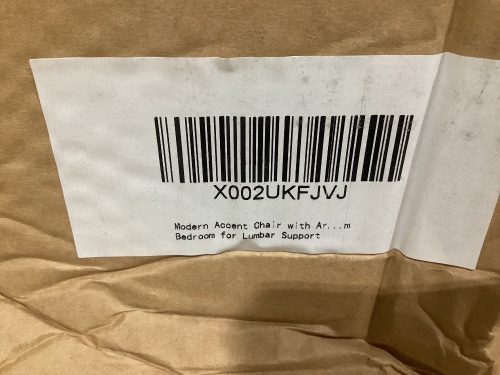 X002UKFJVJ
Modern Accent Chair with Ar...m
Bedroom for Lumbar Support